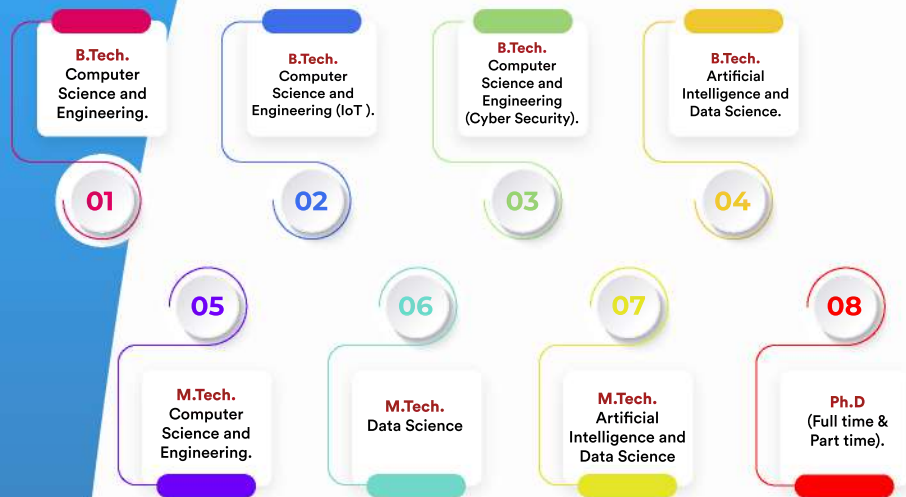 B.Tech.
Computer
Science and
Engineering.
01
B.Tech.
Computer
Science and
Engineering (IoT ).
02
B.Tech.
Computer
Science and
Engineering
(Cyber Security).
03
B.Tech.
Artificial
Intelligence and
Data Science.
04
05
M.Tech.
Computer
Science and
Engineering.
06
M.Tech.
Data Science
07
M.Tech.
Artificial
Intelligence and
Data Science
08
Ph.D
(Full time &
Part time).